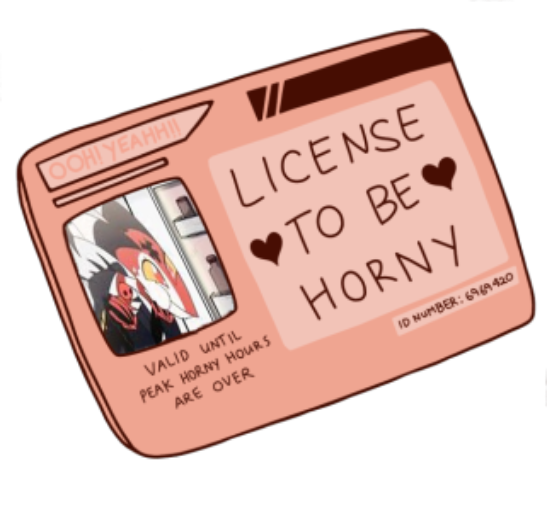 OOH! YEAHH!!
LICENSE
TO BE
HORNY
ID NUMBER: 6969420
VALID UNTIL
PEAK HORNY HOURS
ARE OVER